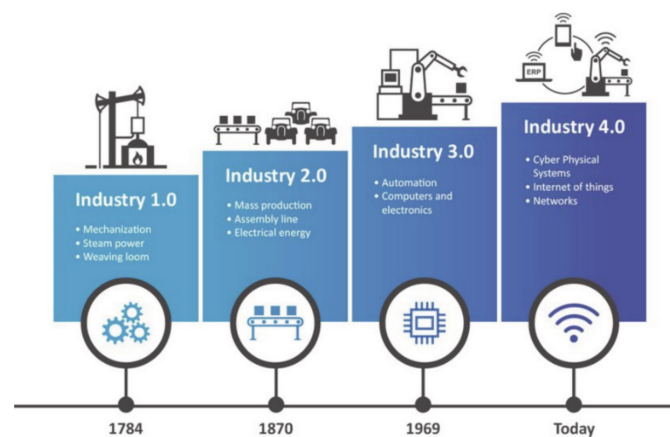 ERP
Industry 4.0
• Cyber Physical
Systems
• Internet of things
• Networks
Industry 3.0
• Automation
• Computers and
electronics
Industry 2.0
• Mass production
• Assembly line
• Electrical energy
Industry 1.0
• Mechanization
• Steam power
• Weaving loom
1784
1870
1969
Today